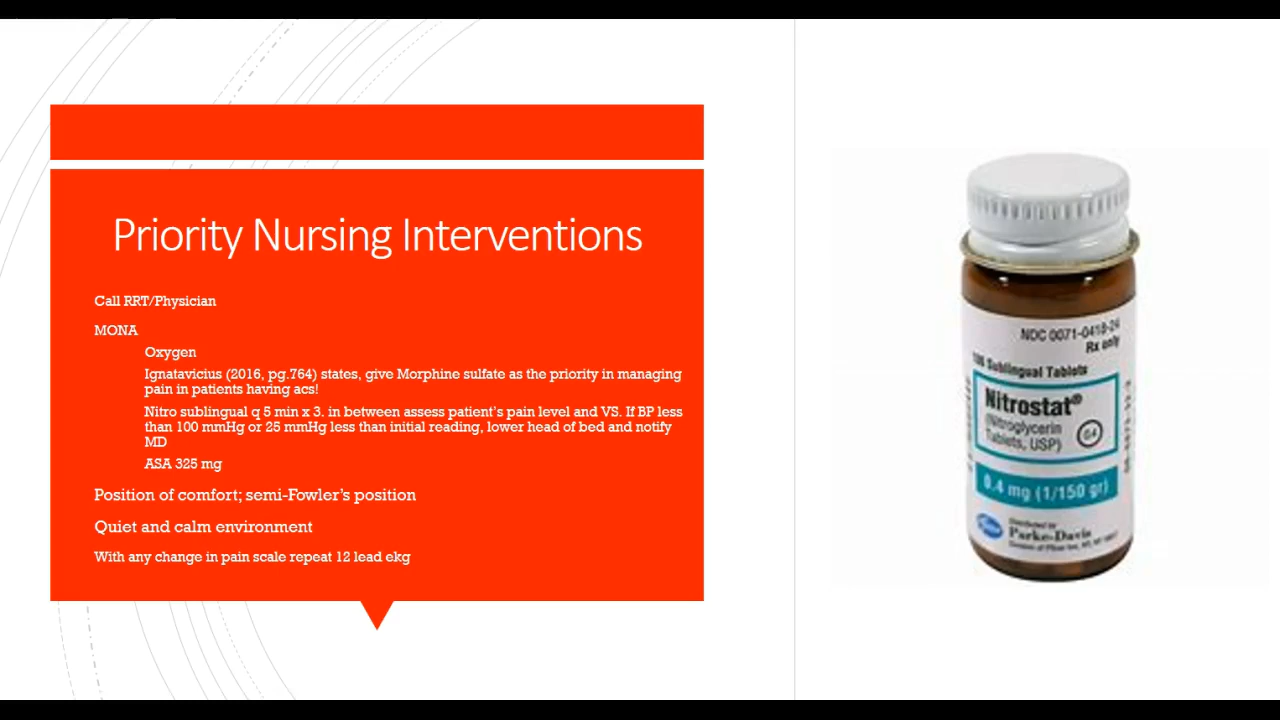 Priority Nursing Interventions
Call RRT/Physician
MONA
Oxygen
Ignatavicius (2016, pg.764) states, give Morphine sulfate as the priority in managing
pain in patients having acs!
Nitro sublingual q 5 min x 3. in between assess patient's pain level and VS. If BP less
than 100 mmHg or 25 mmHg less than initial reading, lower head of bed and notify
MD
ASA 325 mg
Position of comfort; semi-Fowler's position
Quiet and calm environment
With any change in pain scale repeat 12 lead ekg
NDC 0071-0418-24
Rx only
100 Sublingual Tablets
Nitrostat®
(Nitroglycerin
Tablets, USP)
0.4
0.4 mg (1/150 gr)
Pfizer
Distributed by
Parke-Davis